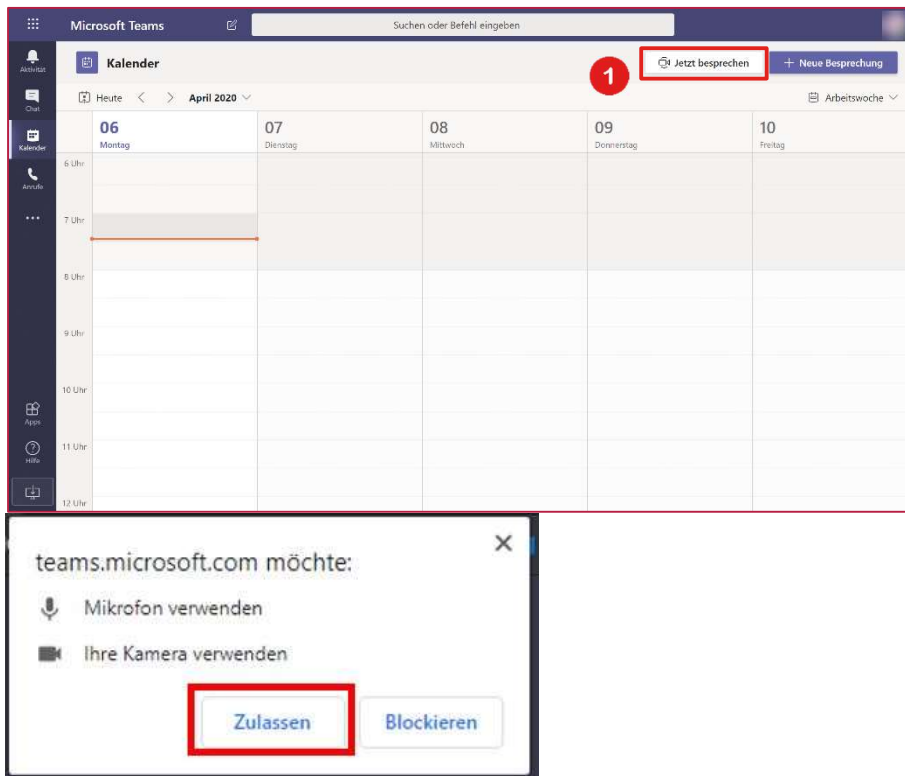 Microsoft Teams
Suchen oder Befehl eingeben
Aktivität
Chat
Kalender
Anrufe
Apps
Hilfe
Kalender
1
Jetzt besprechen
+ Neue Besprechung
Heute < > April 2020
Arbeitswoche
06 07 08 09 10
Montag Dienstag Mittwoch Donnerstag Freitag
6 Uhr
7 Uhr
8 Uhr
9 Uhr
10 Uhr
11 Uhr
12 Uhr
teams.microsoft.com möchte:
Mikrofon verwenden
Ihre Kamera verwenden
Zulassen Blockieren